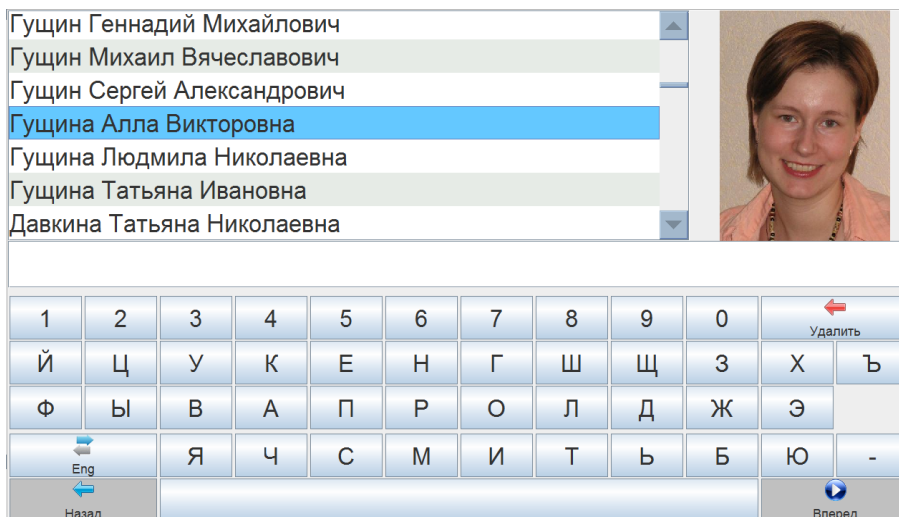 Гущин Геннадий Михайлович
Гущин Михаил Вячеславович
Гущин Сергей Александрович
Гущина Алла Викторовна
Гущина Людмила Николаевна
Гущина Татьяна Ивановна
Давкина Татьяна Николаевна
1 2 3 4 5 6 7 8 9 0 Удалить
Й Ц У К Е Н Г Ш Щ З Х Ъ
Ф Ы В А П Р О Л Д Ж Э
Eng Я Ч С М И Т Ь Б Ю -
Назад Вперед